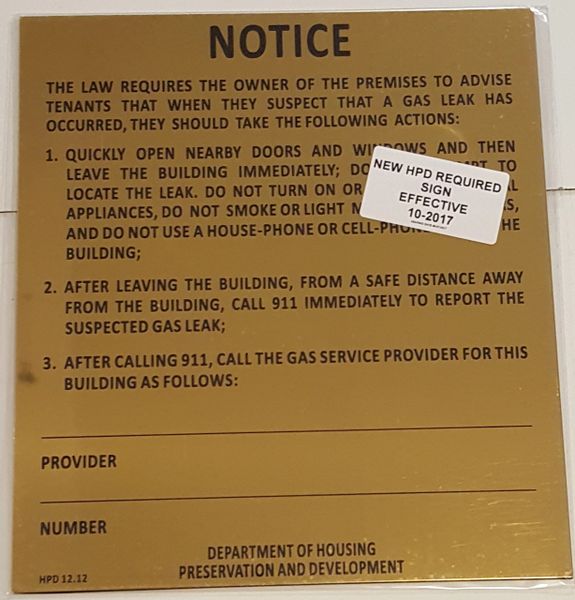 NOTICE
THE LAW REQUIRES THE OWNER OF THE PREMISES TO ADVISE
TENANTS THAT WHEN THEY SUSPECT THAT A GAS LEAK HAS
OCCURRED, THEY SHOULD TAKE THE FOLLOWING ACTIONS:
1. QUICKLY OPEN NEARBY DOORS AND WINDOWS AND THEN
LEAVE THE BUILDING IMMEDIATELY; DO TO
LOCATE THE LEAK. DO NOT TURN ON OR
APPLIANCES, DO NOT SMOKE OR LIGHT
AND DO NOT USE A HOUSE-PHONE OR CELL-PHONE THE
BUILDING;
NEW HPD REQUIRED
SIGN
EFFECTIVE
10-2017
2. AFTER LEAVING THE BUILDING, FROM A SAFE DISTANCE AWAY
FROM THE BUILDING, CALL 911 IMMEDIATELY TO REPORT THE
SUSPECTED GAS LEAK;
3. AFTER CALLING 911, CALL THE GAS SERVICE PROVIDER FOR THIS
BUILDING AS FOLLOWS:
PROVIDER
NUMBER
DEPARTMENT OF HOUSING
PRESERVATION AND DEVELOPMENT
HPD 12.12